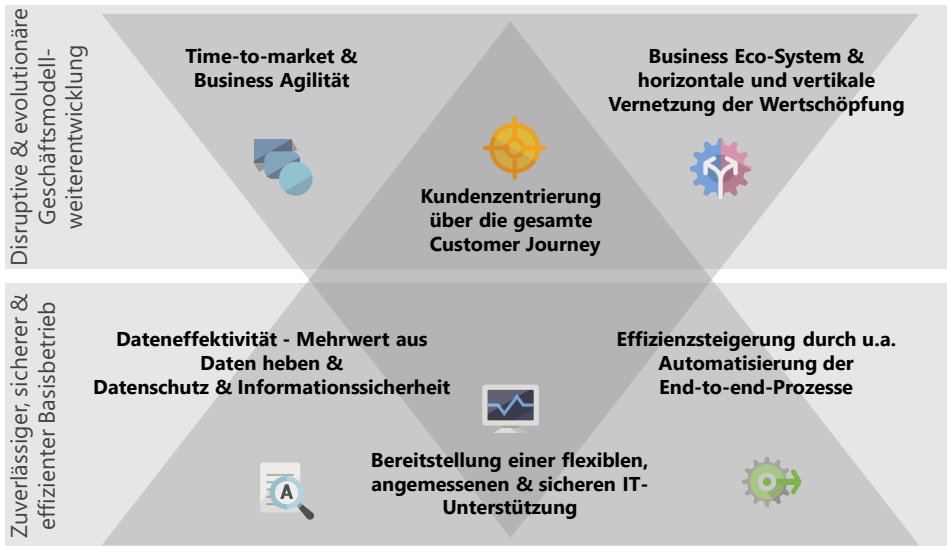 Disruptive & evolutionäre
Geschäftsmodell-
weiterentwicklung
Time-to-market &
Business Agilität
Kundenzentrierung
über die gesamte
Customer Journey
Business Eco-System &
horizontale und vertikale
Vernetzung der Wertschöpfung
Zuverlässiger, sicherer &
effizienter Basisbetrieb
Dateneffektivität - Mehrwert aus
Daten heben &
Datenschutz & Informationssicherheit
A
Bereitstellung einer flexiblen,
angemessenen & sicheren IT-
Unterstützung
Effizienzsteigerung durch u.a.
Automatisierung der
End-to-end-Prozesse